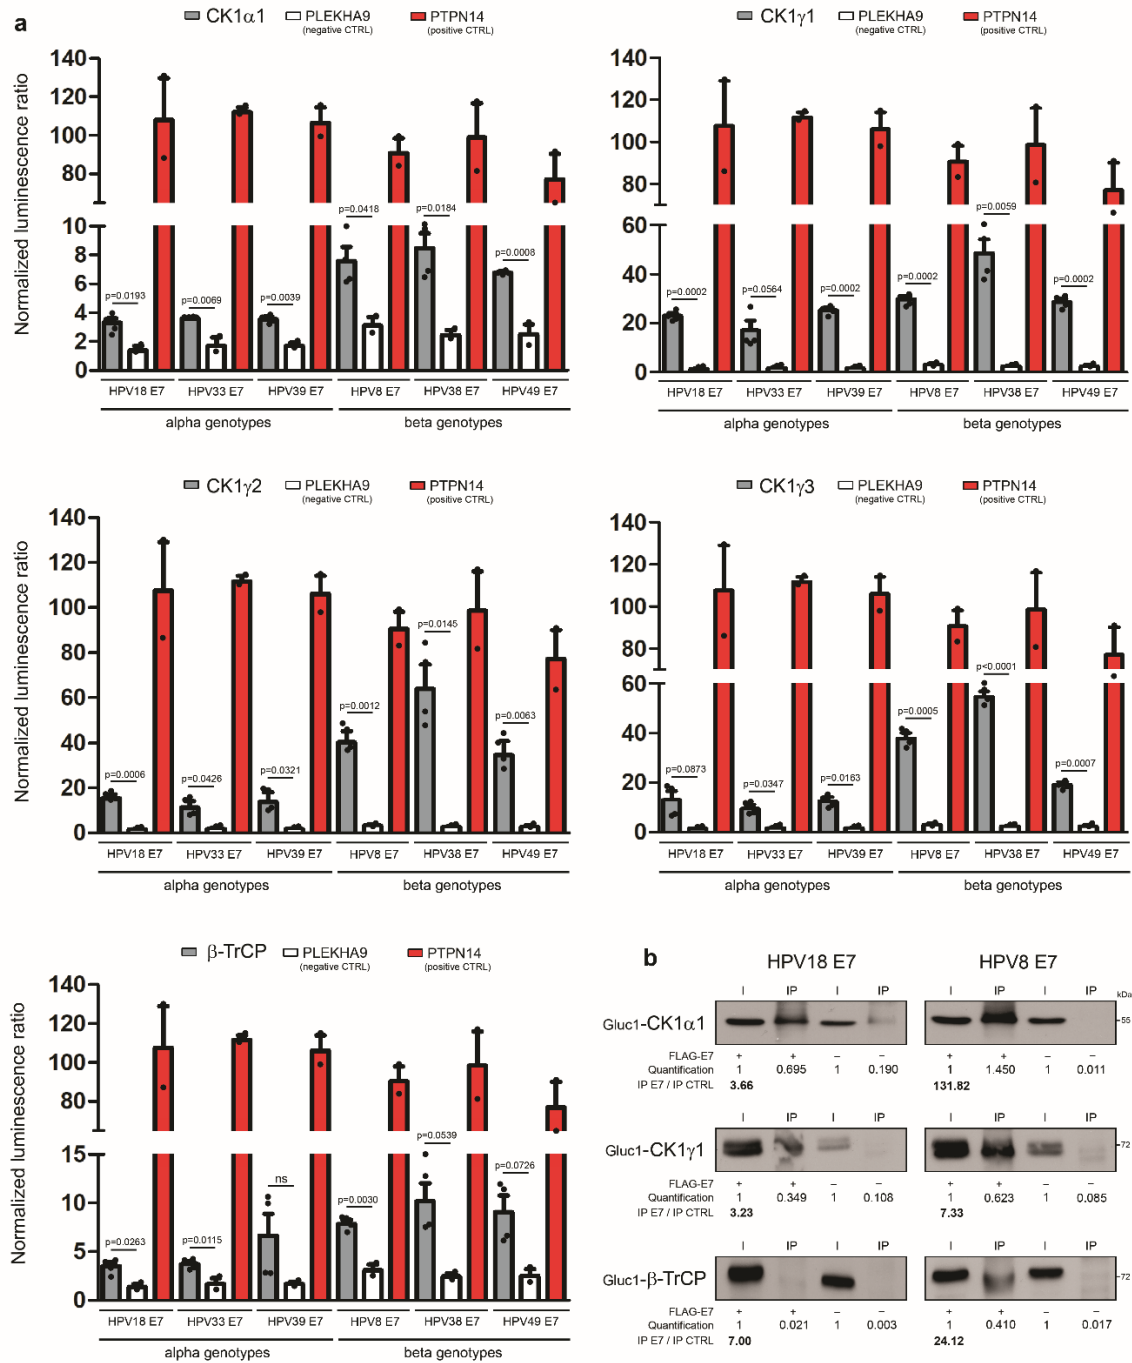 a
CK1α1 PLEKHA9 PTPN14
(negative CTRL) (positive CTRL)
Normalized luminescence ratio
140
120
100
80
10
8
6
4
2
0
p=0.0193 p=0.0069 p=0.0039 p=0.0418 p=0.0184 p=0.0008
HPV18 E7 HPV33 E7 HPV39 E7 HPV8 E7 HPV38 E7 HPV49 E7
alpha genotypes beta genotypes
CK1γ1 PLEKHA9 PTPN14
(negative CTRL) (positive CTRL)
140
120
100
80
60
40
20
0
p=0.0002 p=0.0564 p=0.0002 p=0.0002 p=0.0059 p=0.0002
HPV18 E7 HPV33 E7 HPV39 E7 HPV8 E7 HPV38 E7 HPV49 E7
alpha genotypes beta genotypes
CK1γ2 PLEKHA9 PTPN14
(negative CTRL) (positive CTRL)
Normalized luminescence ratio
140
120
100
80
60
40
20
0
p=0.0006 p=0.0426 p=0.0321 p=0.0012 p=0.0145 p=0.0063
HPV18 E7 HPV33 E7 HPV39 E7 HPV8 E7 HPV38 E7 HPV49 E7
alpha genotypes beta genotypes
CK1γ3 PLEKHA9 PTPN14
(negative CTRL) (positive CTRL)
140
120
100
80
60
40
20
0
p=0.0873 p=0.0347 p=0.0163 p=0.0005 p<0.0001 p=0.0007
HPV18 E7 HPV33 E7 HPV39 E7 HPV8 E7 HPV38 E7 HPV49 E7
alpha genotypes beta genotypes
β-TrCP PLEKHA9 PTPN14
(negative CTRL) (positive CTRL)
Normalized luminescence ratio
140
120
100
80
15
10
5
0
p=0.0263 p=0.0115 ns p=0.0030 p=0.0539 p=0.0726
HPV18 E7 HPV33 E7 HPV39 E7 HPV8 E7 HPV38 E7 HPV49 E7
alpha genotypes beta genotypes
b
HPV18 E7 HPV8 E7
I IP I IP I IP I IP
kDa
Gluc1-CK1α1 55
FLAG-E7 + + – – + + – –
Quantification 1 0.695 1 0.190 1 1.450 1 0.011
IP E7 / IP CTRL 3.66 131.82
I IP I IP I IP I IP
Gluc1-CK1γ1 72
FLAG-E7 + + – – + + – –
Quantification 1 0.349 1 0.108 1 0.623 1 0.085
IP E7 / IP CTRL 3.23 7.33
I IP I IP I IP I IP
Gluc1-β-TrCP 72
FLAG-E7 + + – – + + – –
Quantification 1 0.021 1 0.003 1 0.410 1 0.017
IP E7 / IP CTRL 7.00 24.12